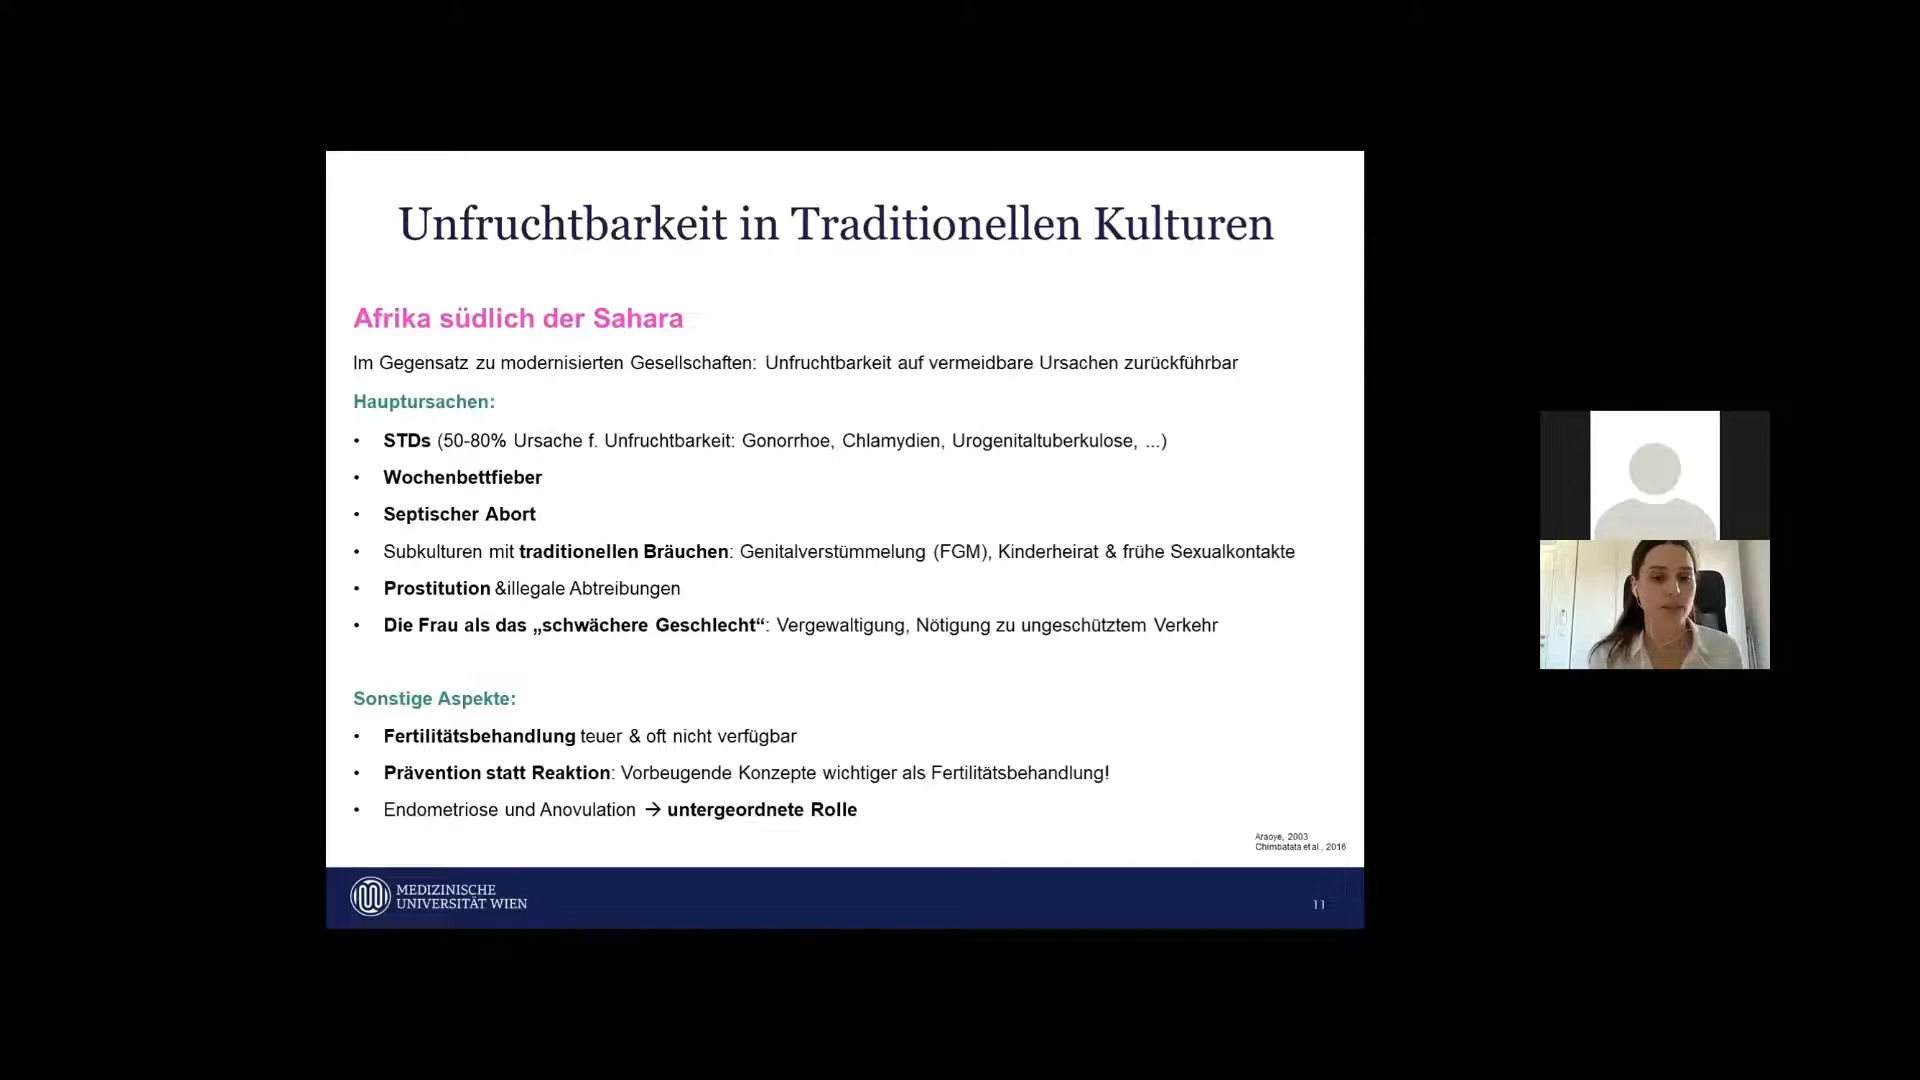 Unfruchtbarkeit in Traditionellen Kulturen
Afrika südlich der Sahara
Im Gegensatz zu modernisierten Gesellschaften: Unfruchtbarkeit auf vermeidbare Ursachen zurückführbar
Hauptursachen:
• STDs (50-80% Ursache f. Unfruchtbarkeit: Gonorrhoe, Chlamydien, Urogenitaltuberkulose, ...)
• Wochenbettfieber
• Septischer Abort
• Subkulturen mit traditionellen Bräuchen: Genitalverstümmelung (FGM), Kinderheirat & frühe Sexualkontakte
• Prostitution &illegale Abtreibungen
• Die Frau als das „schwächere Geschlecht“: Vergewaltigung, Nötigung zu ungeschütztem Verkehr
Sonstige Aspekte:
• Fertilitätsbehandlung teuer & oft nicht verfügbar
• Prävention statt Reaktion: Vorbeugende Konzepte wichtiger als Fertilitätsbehandlung!
• Endometriose und Anovulation → untergeordnete Rolle
Araoye, 2003
Chimbatata et al., 2016
MEDIZINISCHE
UNIVERSITÄT WIEN
11